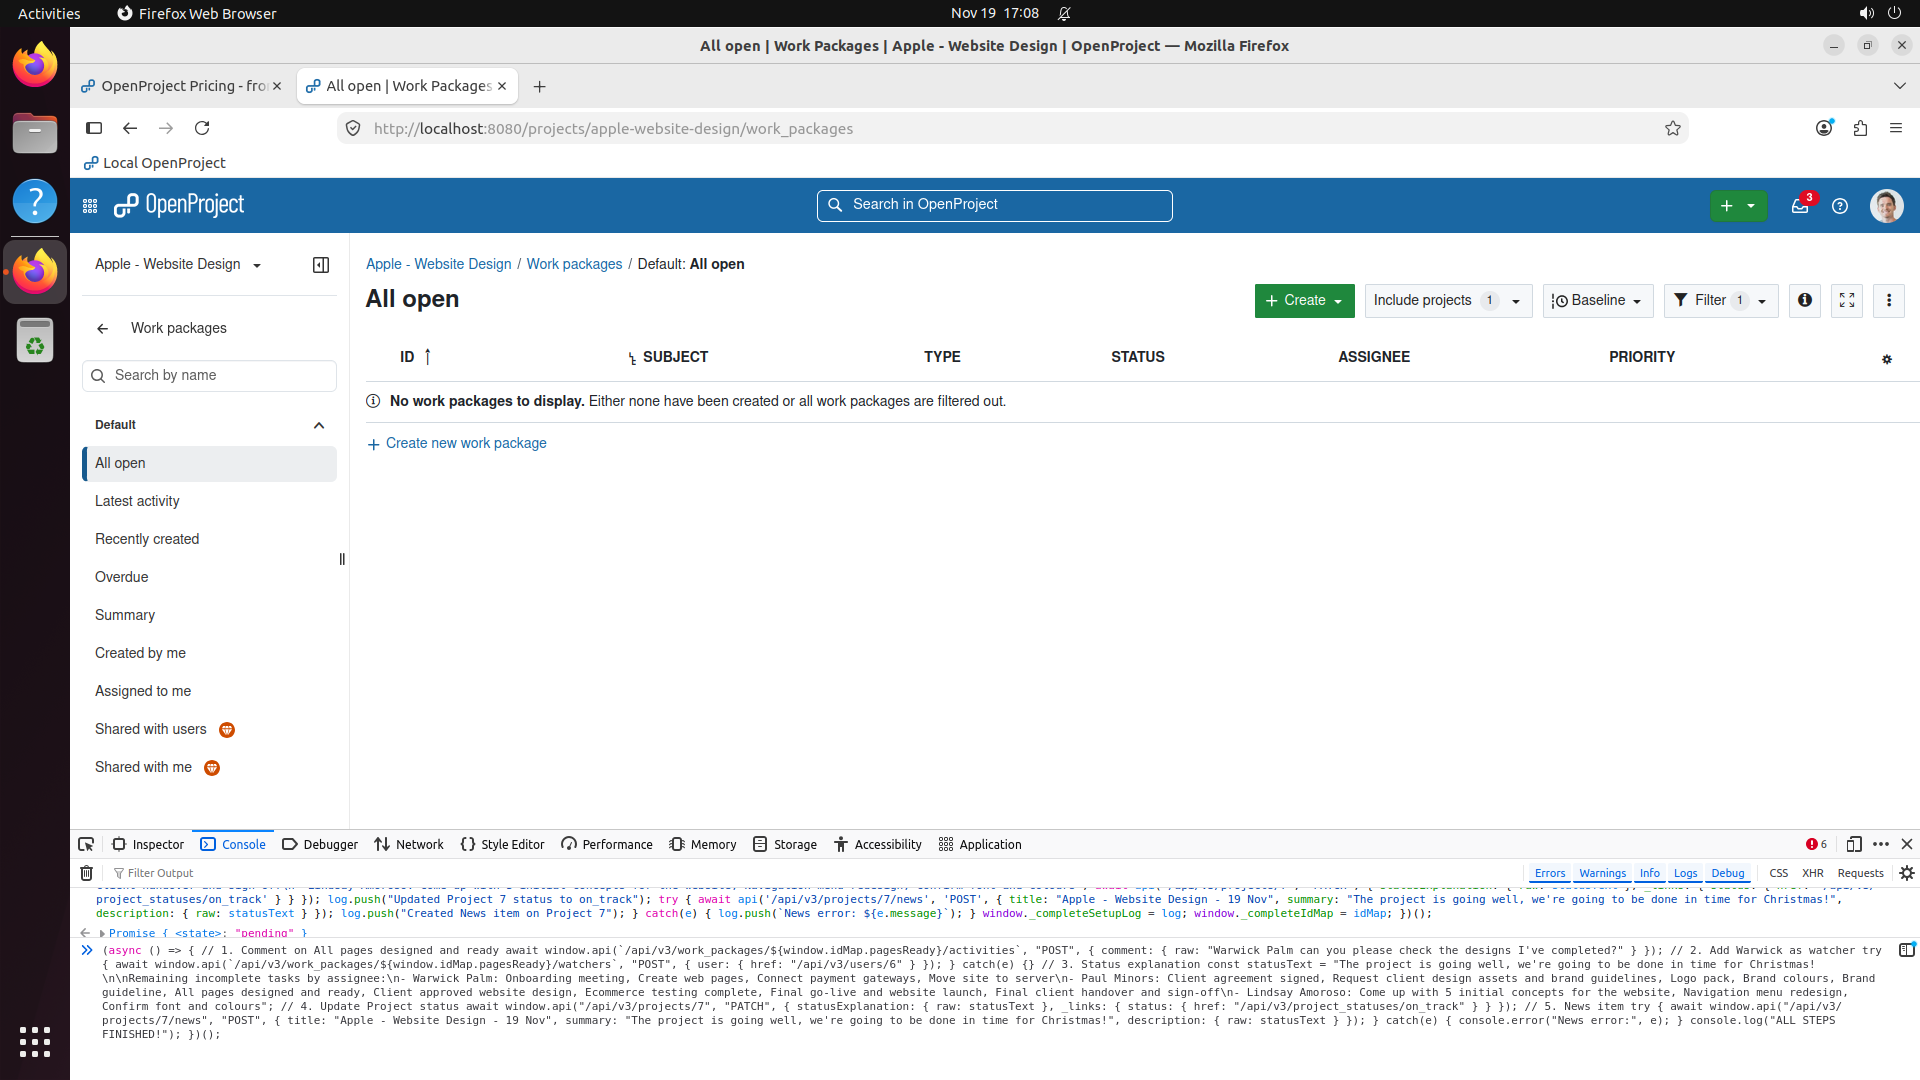 Activities
Firefox Web Browser
Nov 19 17:08
All open | Work Packages | Apple - Website Design | OpenProject — Mozilla Firefox
OpenProject Pricing - fro
All open | Work Packages
http://localhost:8080/projects/apple-website-design/work_packages
Local OpenProject
OpenProject
Search in OpenProject
3
Apple - Website Design
Apple - Website Design / Work packages / Default: All open
All open
Create
Include projects 1
Baseline
Filter 1
Work packages
ID
SUBJECT
TYPE
STATUS
ASSIGNEE
PRIORITY
Search by name
No work packages to display. Either none have been created or all work packages are filtered out.
Default
Create new work package
All open
Latest activity
Recently created
Overdue
Summary
Created by me
Assigned to me
Shared with users
Shared with me
Inspector
Console
Debugger
Network
Style Editor
Performance
Memory
Storage
Accessibility
Application
6
Filter Output
Errors
Warnings
Info
Logs
Debug
CSS
XHR
Requests
project_statuses/on_track' } } }); log.push("Updated Project 7 status to on_track"); try { await api('/api/v3/projects/7/news', 'POST', { title: "Apple - Website Design - 19 Nov", summary: "The project is going well, we're going to be done in time for Christmas!",
description: { raw: statusText } }); log.push("Created News item on Project 7"); } catch(e) { log.push(`News error: ${e.message}`); } window._completeSetupLog = log; window._completeIdMap = idMap; })();
Promise { <state>: "pending" }
(async () => { // 1. Comment on All pages designed and ready await window.api(`/api/v3/work_packages/${window.idMap.pagesReady}/activities`, "POST", { comment: { raw: "Warwick Palm can you please check the designs I've completed?" } }); // 2. Add Warwick as watcher try
{ await window.api(`/api/v3/work_packages/${window.idMap.pagesReady}/watchers`, "POST", { user: { href: "/api/v3/users/6" } }); } catch(e) {} // 3. Status explanation const statusText = "The project is going well, we're going to be done in time for Christmas!
\n\nRemaining incomplete tasks by assignee:\n- Warwick Palm: Onboarding meeting, Create web pages, Connect payment gateways, Move site to server\n- Paul Minors: Client agreement signed, Request client design assets and brand guidelines, Logo pack, Brand colours, Brand
guideline, All pages designed and ready, Client approved website design, Ecommerce testing complete, Final go-live and website launch, Final client handover and sign-off\n- Lindsay Amoroso: Come up with 5 initial concepts for the website, Navigation menu redesign,
Confirm font and colours"; // 4. Update Project status await window.api("/api/v3/projects/7", "PATCH", { statusExplanation: { raw: statusText }, _links: { status: { href: "/api/v3/project_statuses/on_track" } } }); // 5. News item try { await window.api("/api/v3/
projects/7/news", "POST", { title: "Apple - Website Design - 19 Nov", summary: "The project is going well, we're going to be done in time for Christmas!", description: { raw: statusText } }); } catch(e) { console.error("News error:", e); } console.log("ALL STEPS
FINISHED!"); })();